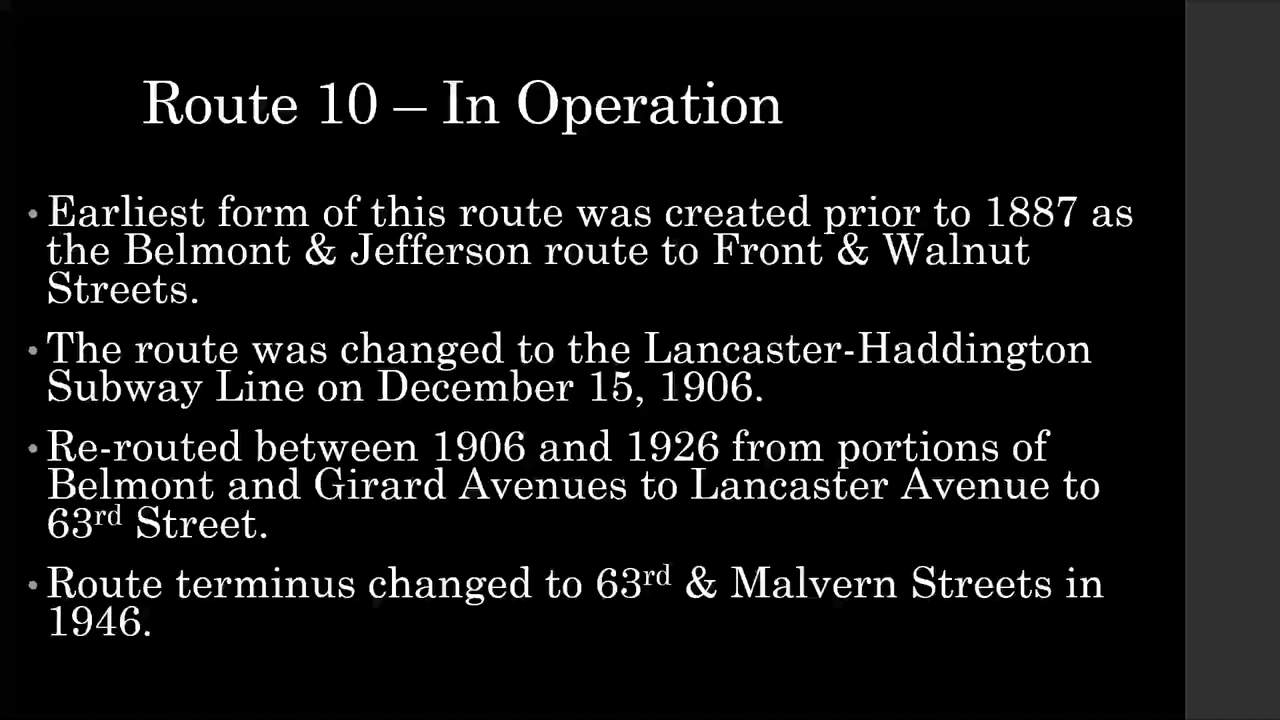 Route 10 – In Operation
• Earliest form of this route was created prior to 1887 as
the Belmont & Jefferson route to Front & Walnut
Streets.
• The route was changed to the Lancaster-Haddington
Subway Line on December 15, 1906.
• Re-routed between 1906 and 1926 from portions of
Belmont and Girard Avenues to Lancaster Avenue to
63rd Street.
• Route terminus changed to 63rd & Malvern Streets in
1946.